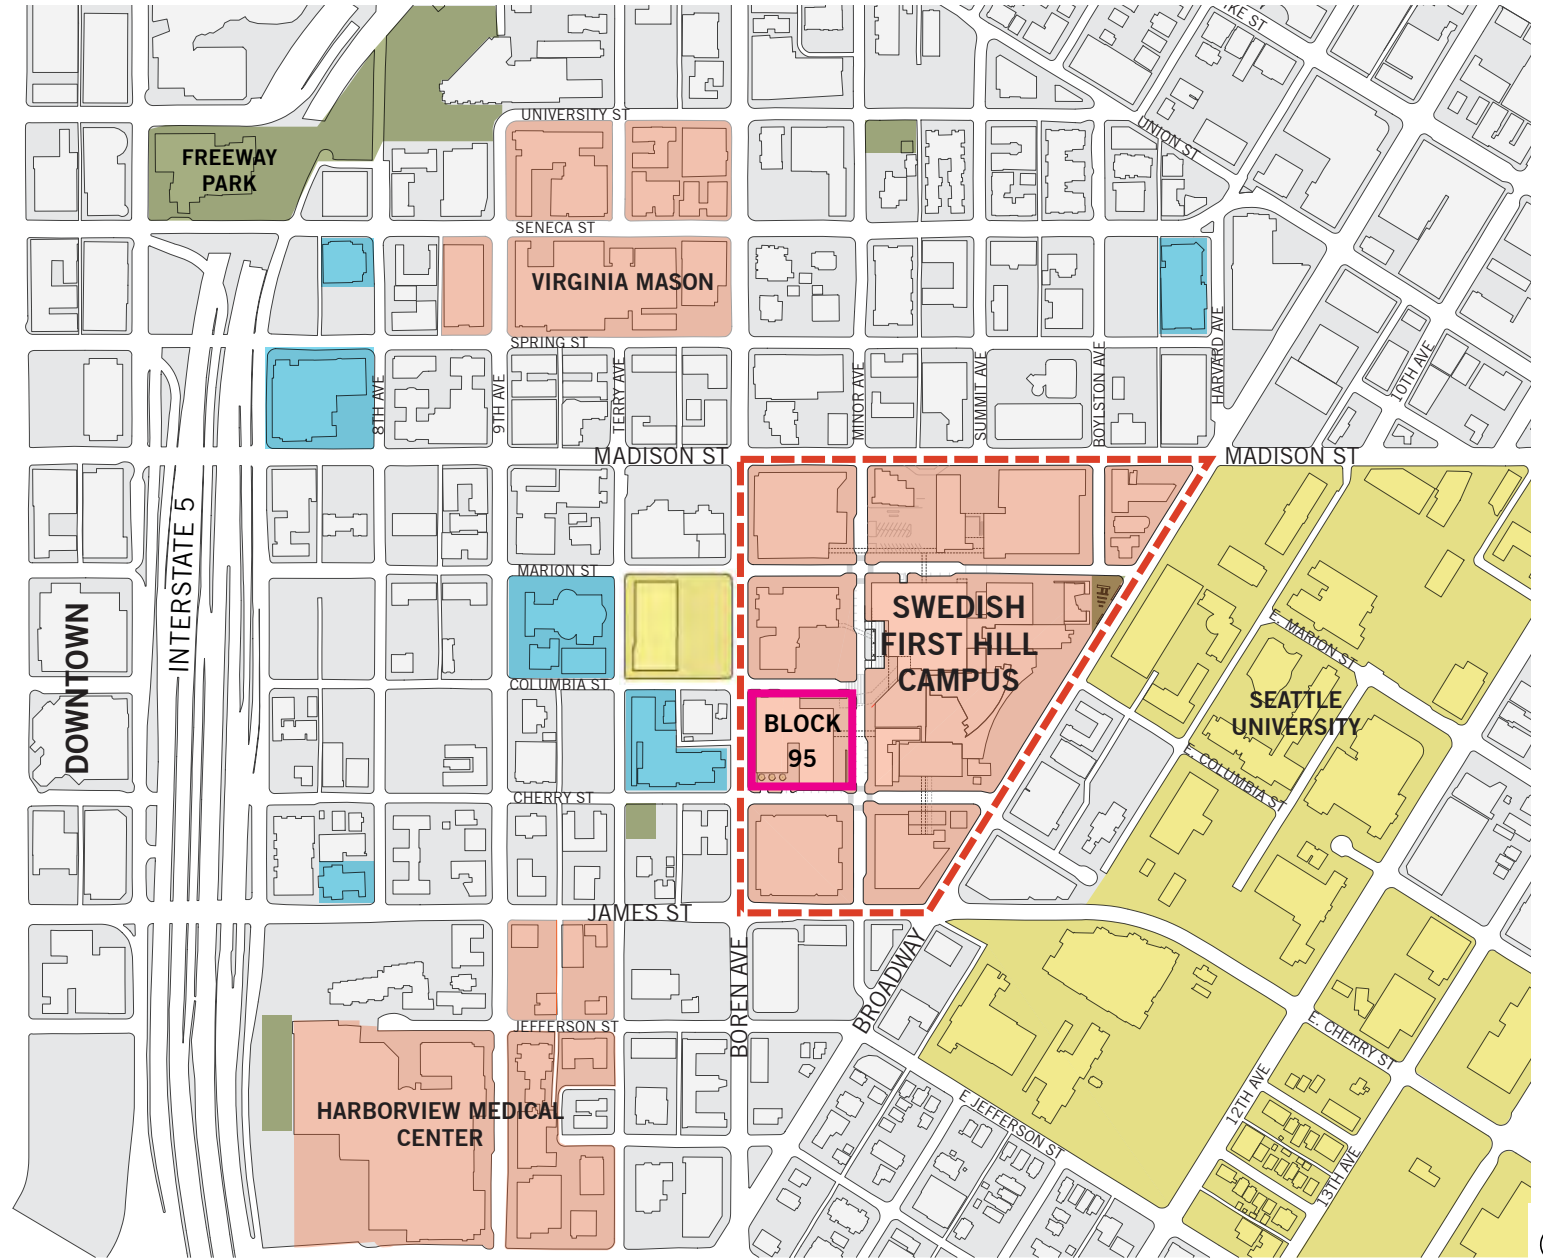 UNIVERSITY ST
UNION ST
FREEWAY
PARK
SENECA ST
VIRGINIA MASON
SPRING ST
8TH AVE
9TH AVE
TERRY AVE
MINOR AVE
SUMMIT AVE
BOYLSTON AVE
HARVARD AVE
10TH AVE
MADISON ST
MADISON ST
INTERSTATE 5
DOWNTOWN
MARION ST
SWEDISH
FIRST HILL
CAMPUS
E. MARION ST
COLUMBIA ST
SEATTLE
UNIVERSITY
BLOCK
95
E. COLUMBIA ST
CHERRY ST
JAMES ST
BOREN AVE
BROADWAY
JEFFERSON ST
E. CHERRY ST
HARBORVIEW MEDICAL
CENTER
E JEFFERSON ST
12TH AVE
13TH AVE